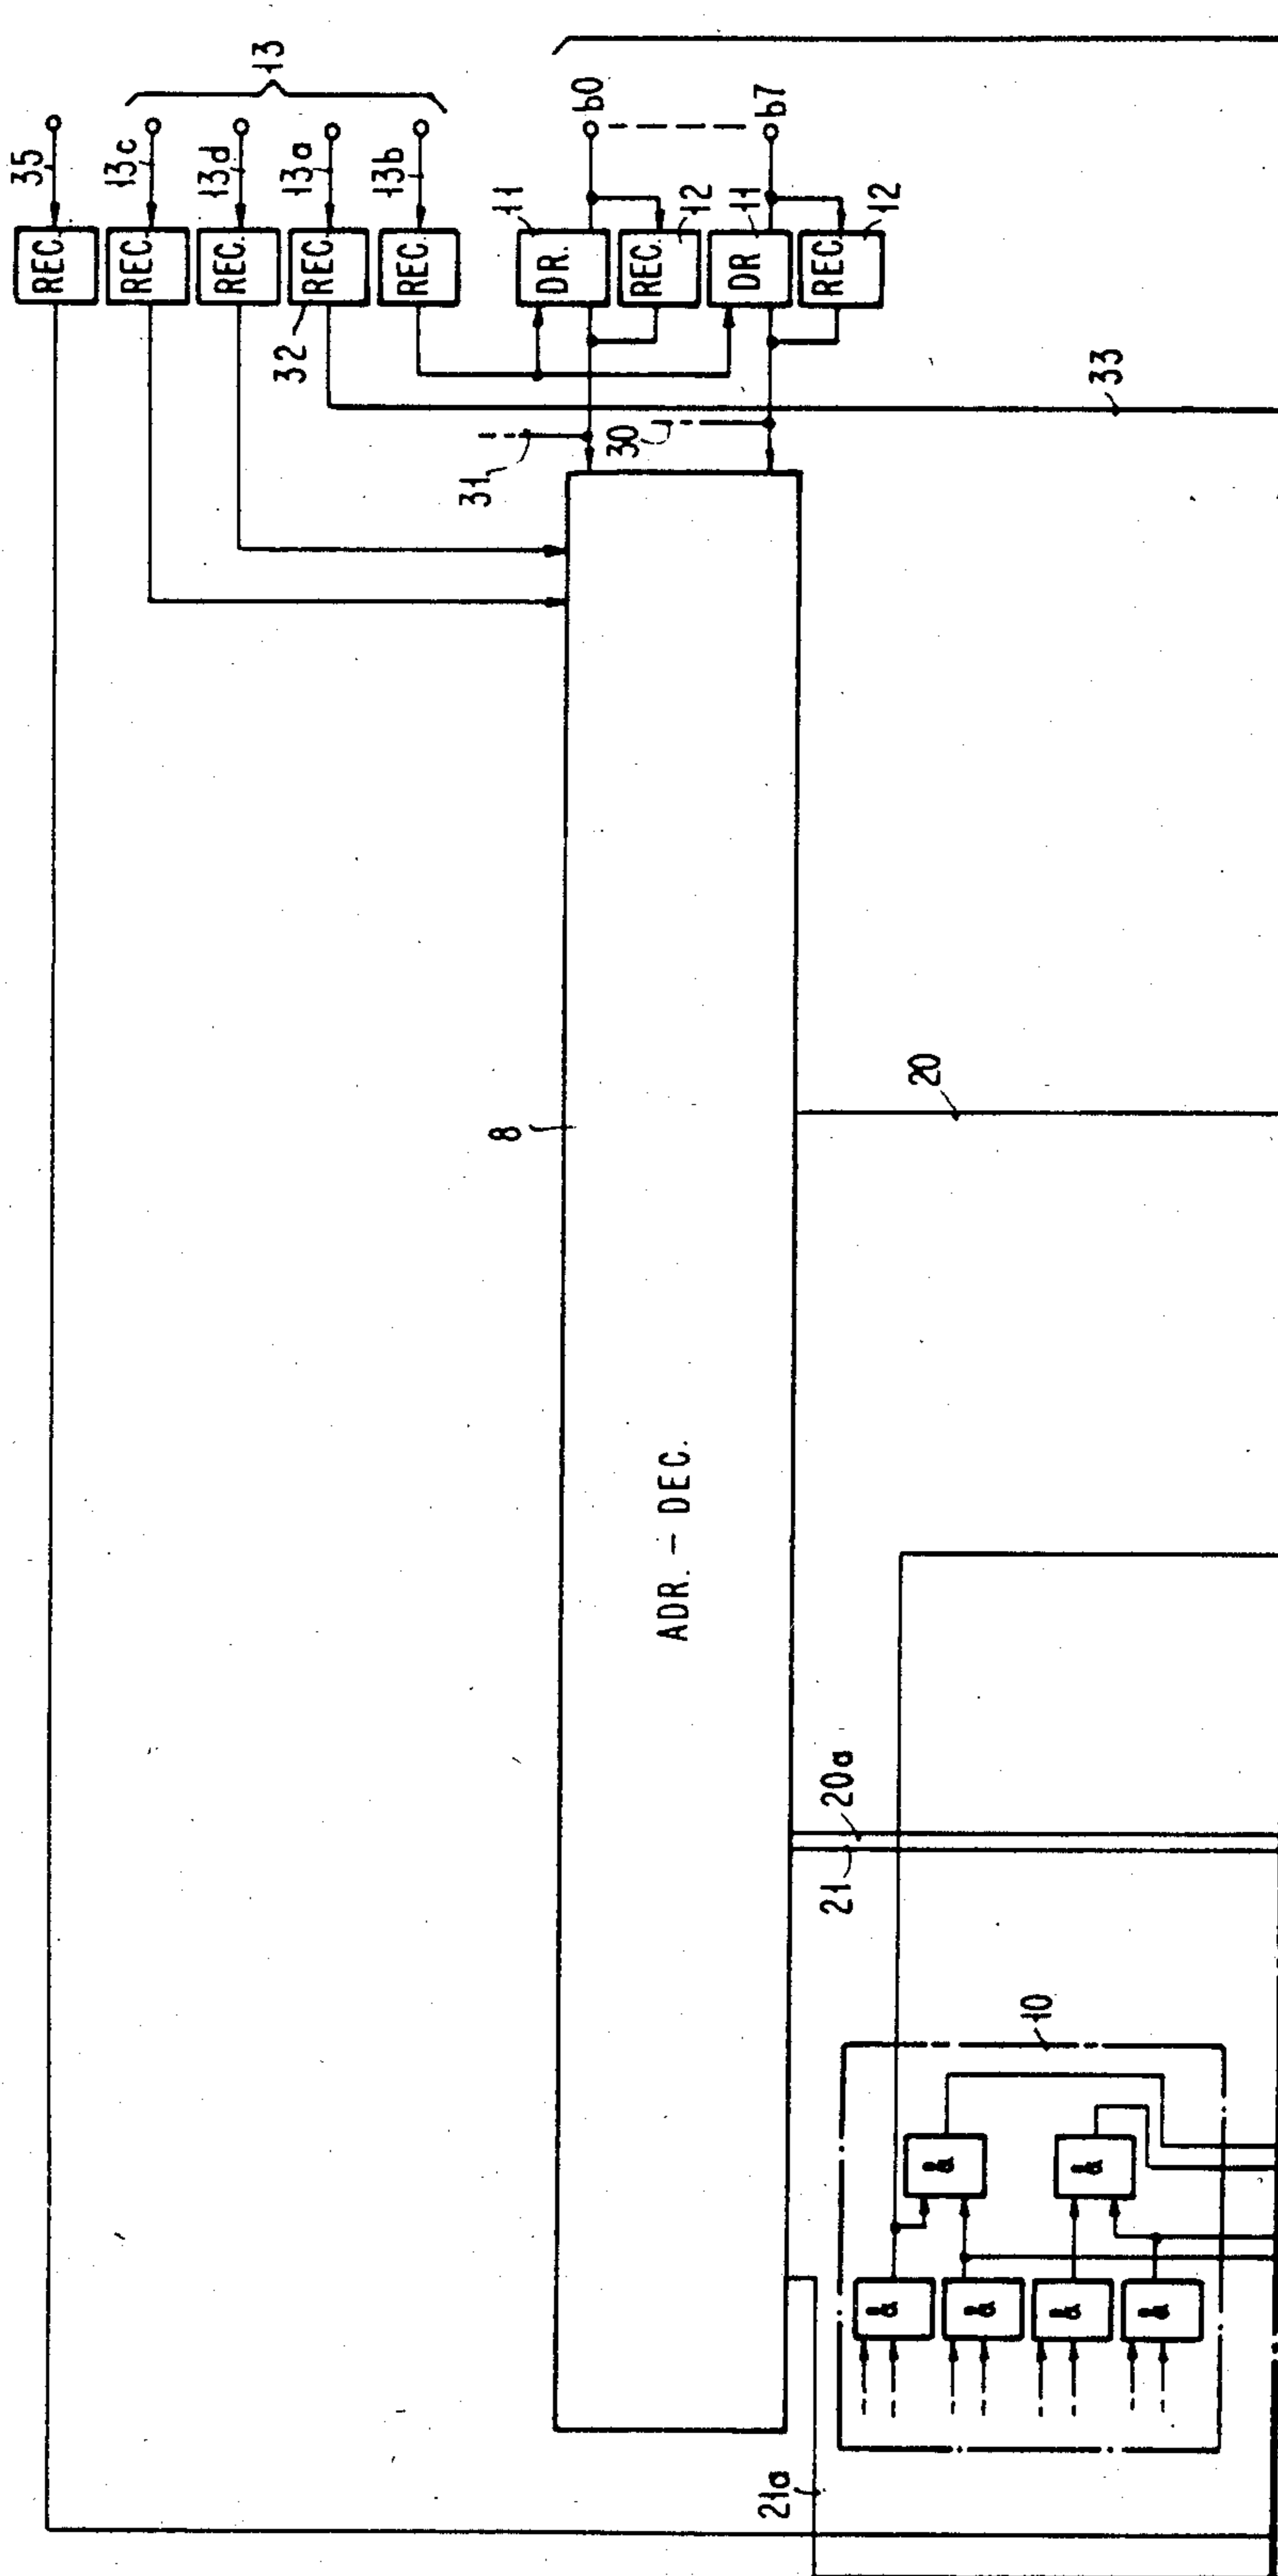 35
REC.
13c
REC.
13d
REC.
13a
REC.
32
13b
REC.
13
11
DR.
b0
REC.
12
11
DR
b7
REC.
12
31
30
33
8
ADR. – DEC.
20
20a
21
21a
10
&
&
&
&
&
&